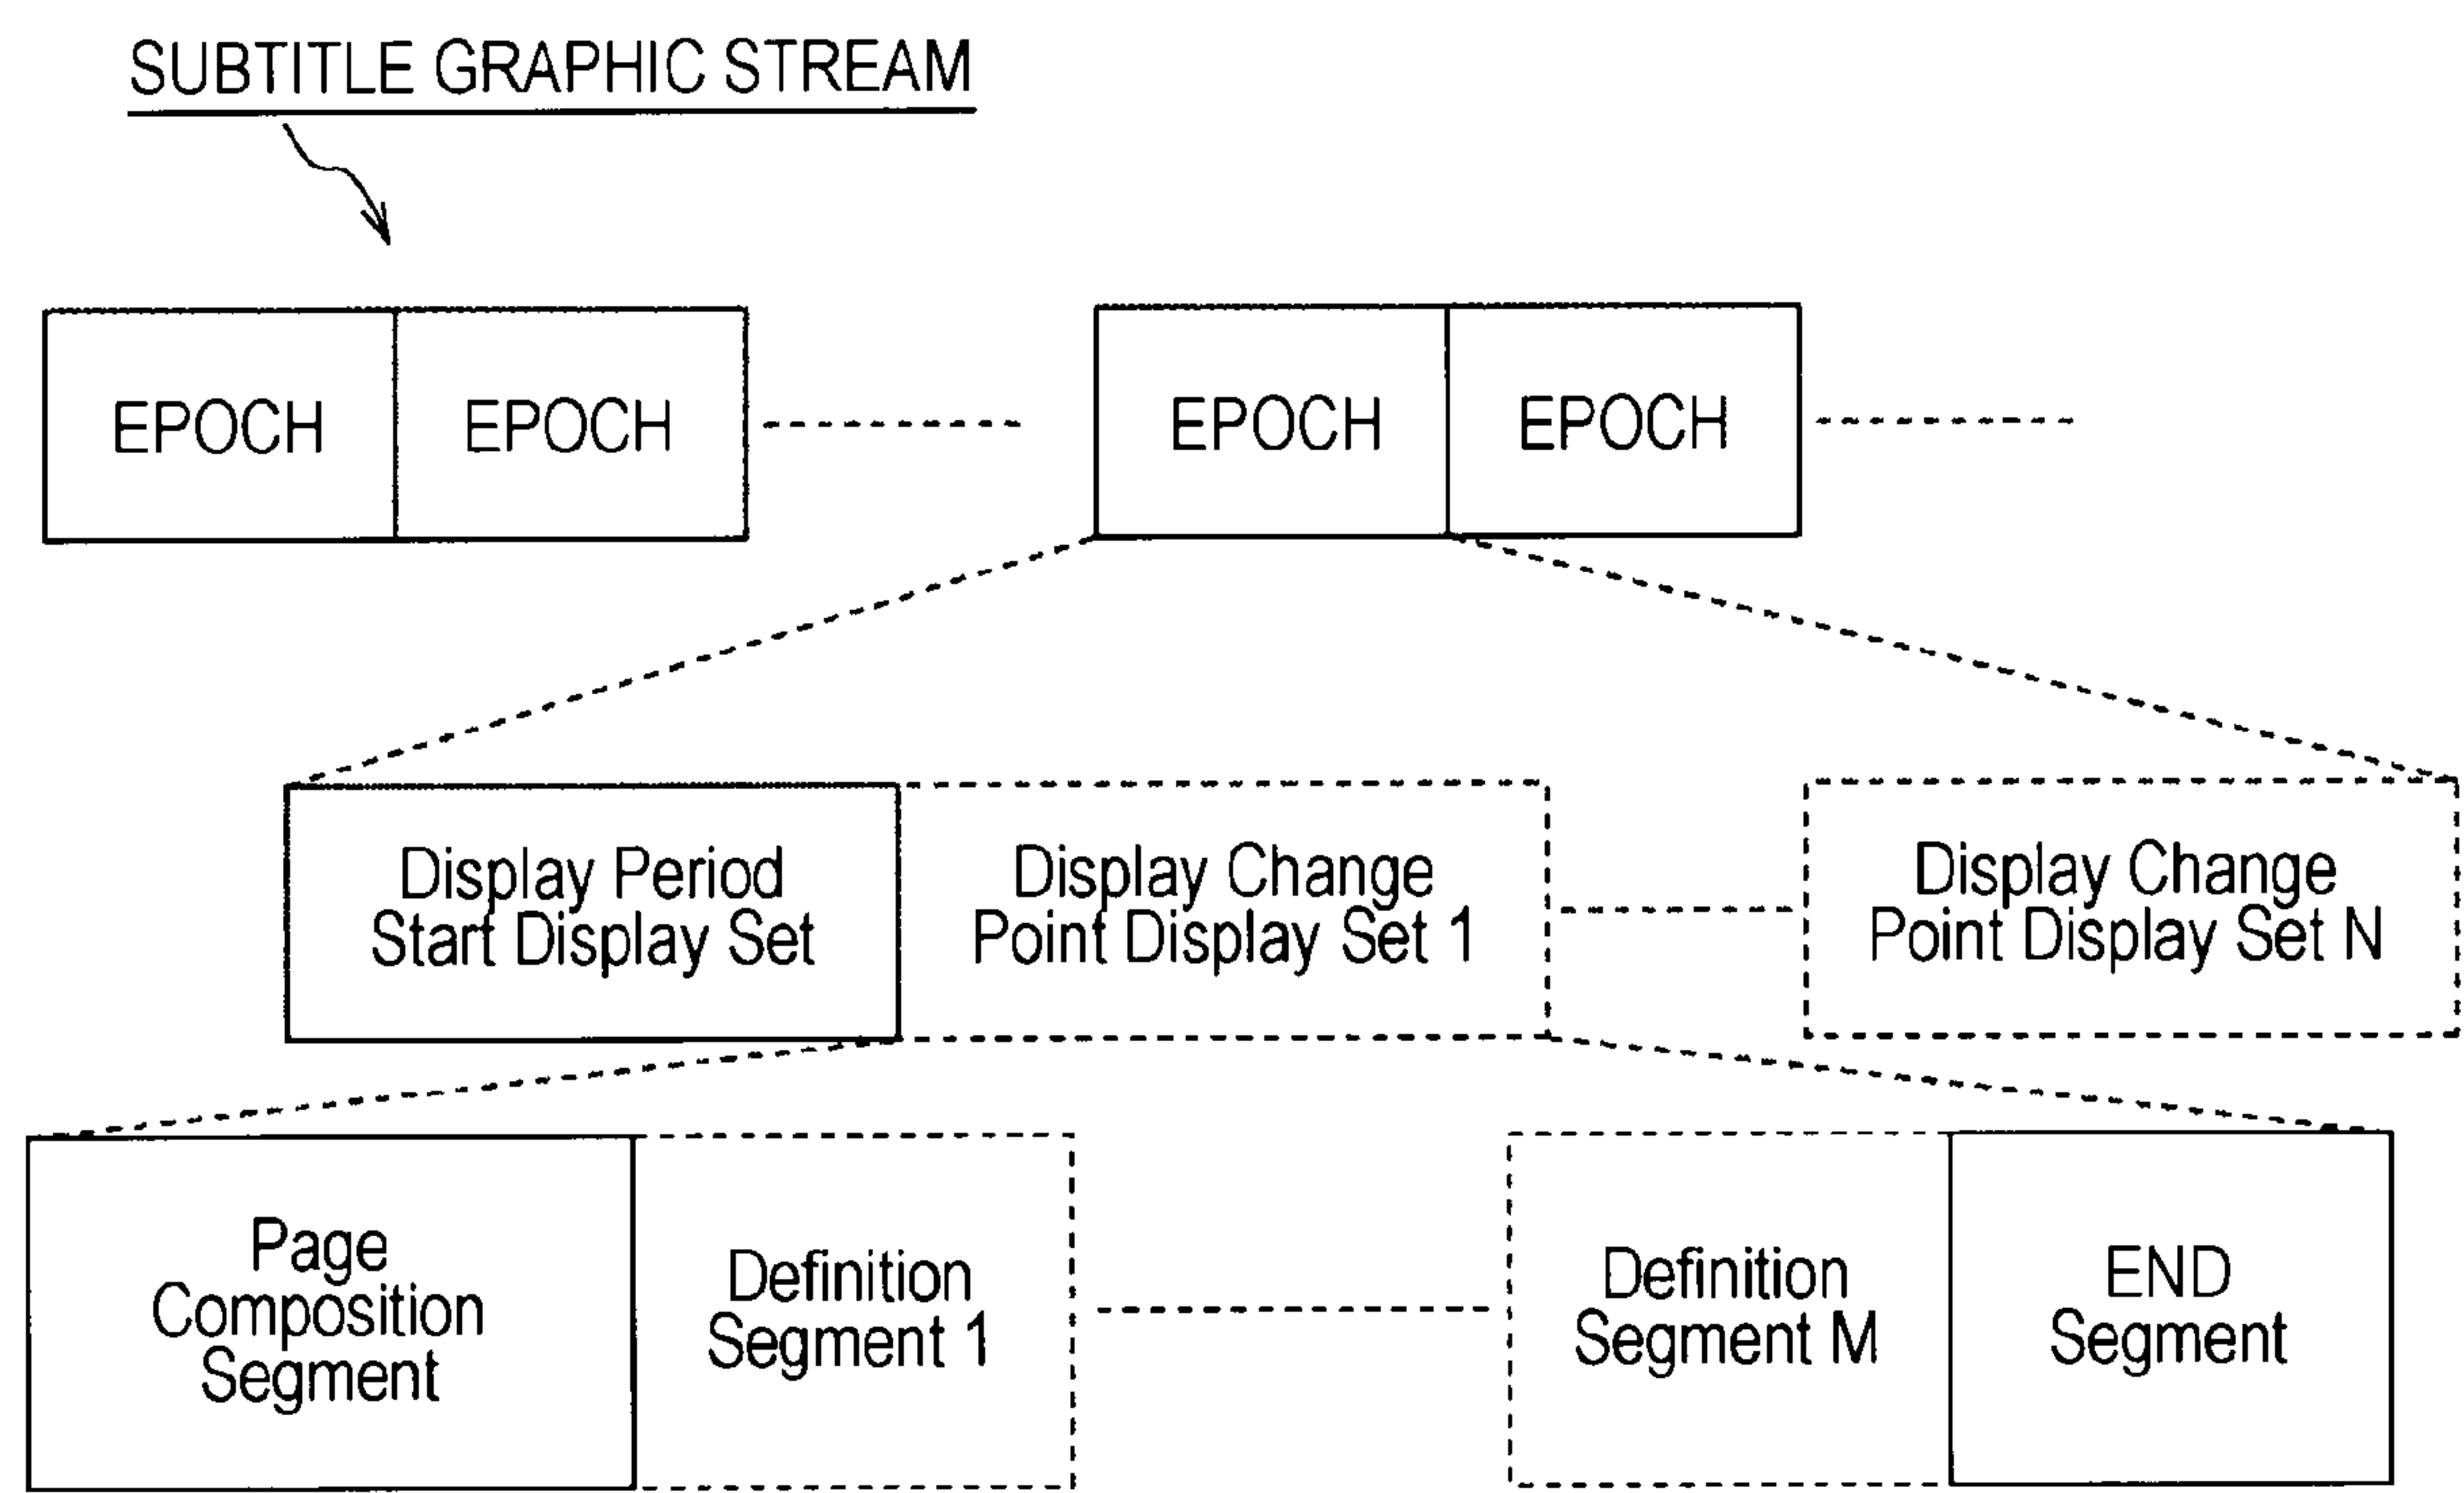 SUBTITLE GRAPHIC STREAM
EPOCH
EPOCH
EPOCH
EPOCH
Display Period
Start Display Set
Display Change
Point Display Set 1
Display Change
Point Display Set N
Page
Composition
Segment
Definition
Segment 1
Definition
Segment M
END
Segment